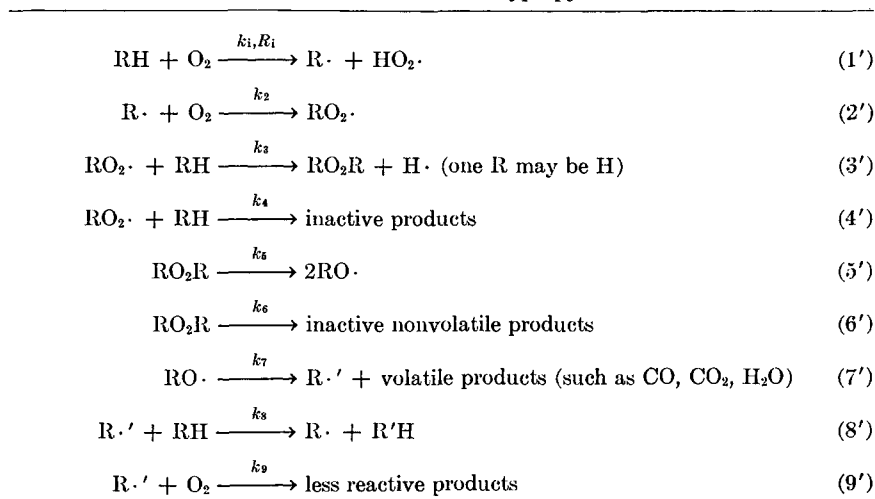 RH + O₂ —kᵢ,Rᵢ→ R· + HO₂· (1′)
R· + O₂ —k₂→ RO₂· (2′)
RO₂· + RH —k₃→ RO₂R + H· (one R may be H) (3′)
RO₂· + RH —k₄→ inactive products (4′)
RO₂R —k₅→ 2RO· (5′)
RO₂R —k₆→ inactive nonvolatile products (6′)
RO· —k₇→ R·′ + volatile products (such as CO, CO₂, H₂O) (7′)
R·′ + RH —k₈→ R· + R′H (8′)
R·′ + O₂ —k₉→ less reactive products (9′)